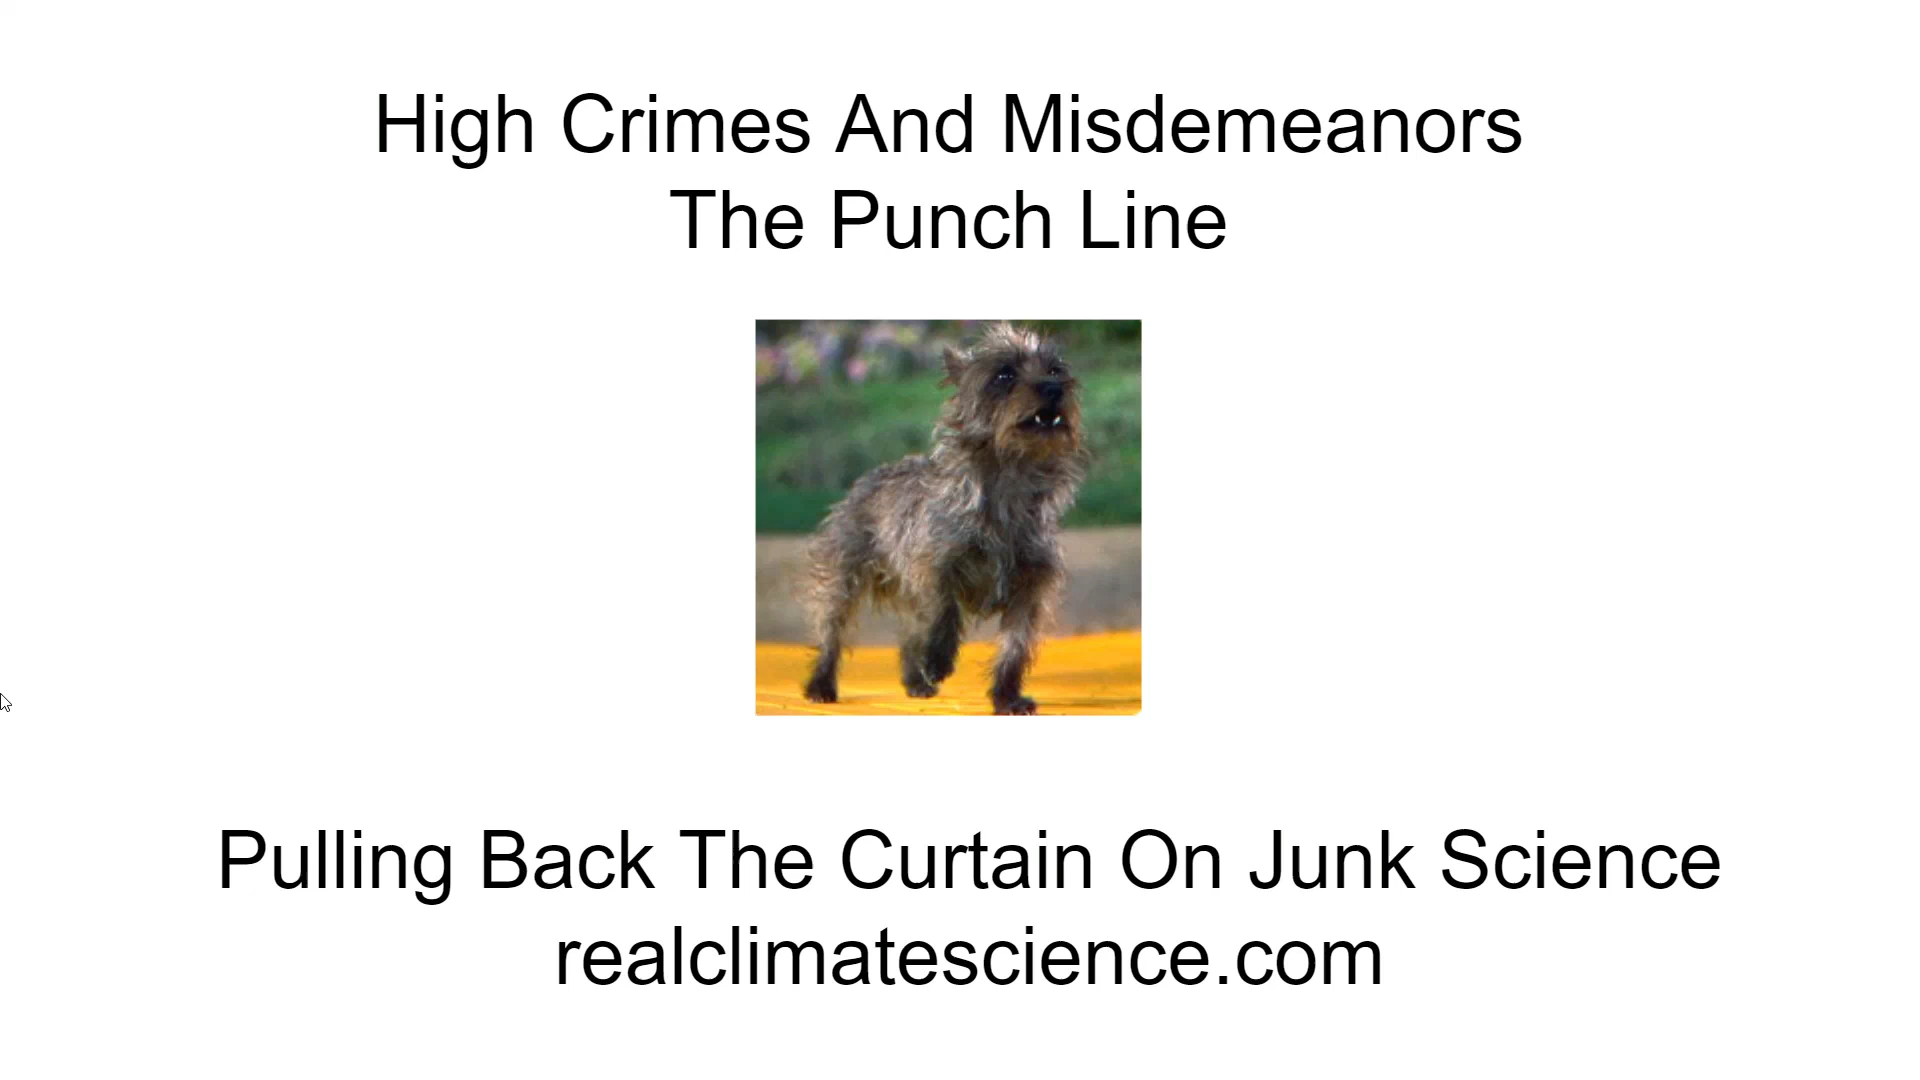 High Crimes And Misdemeanors
The Punch Line
Pulling Back The Curtain On Junk Science
realclimatescience.com